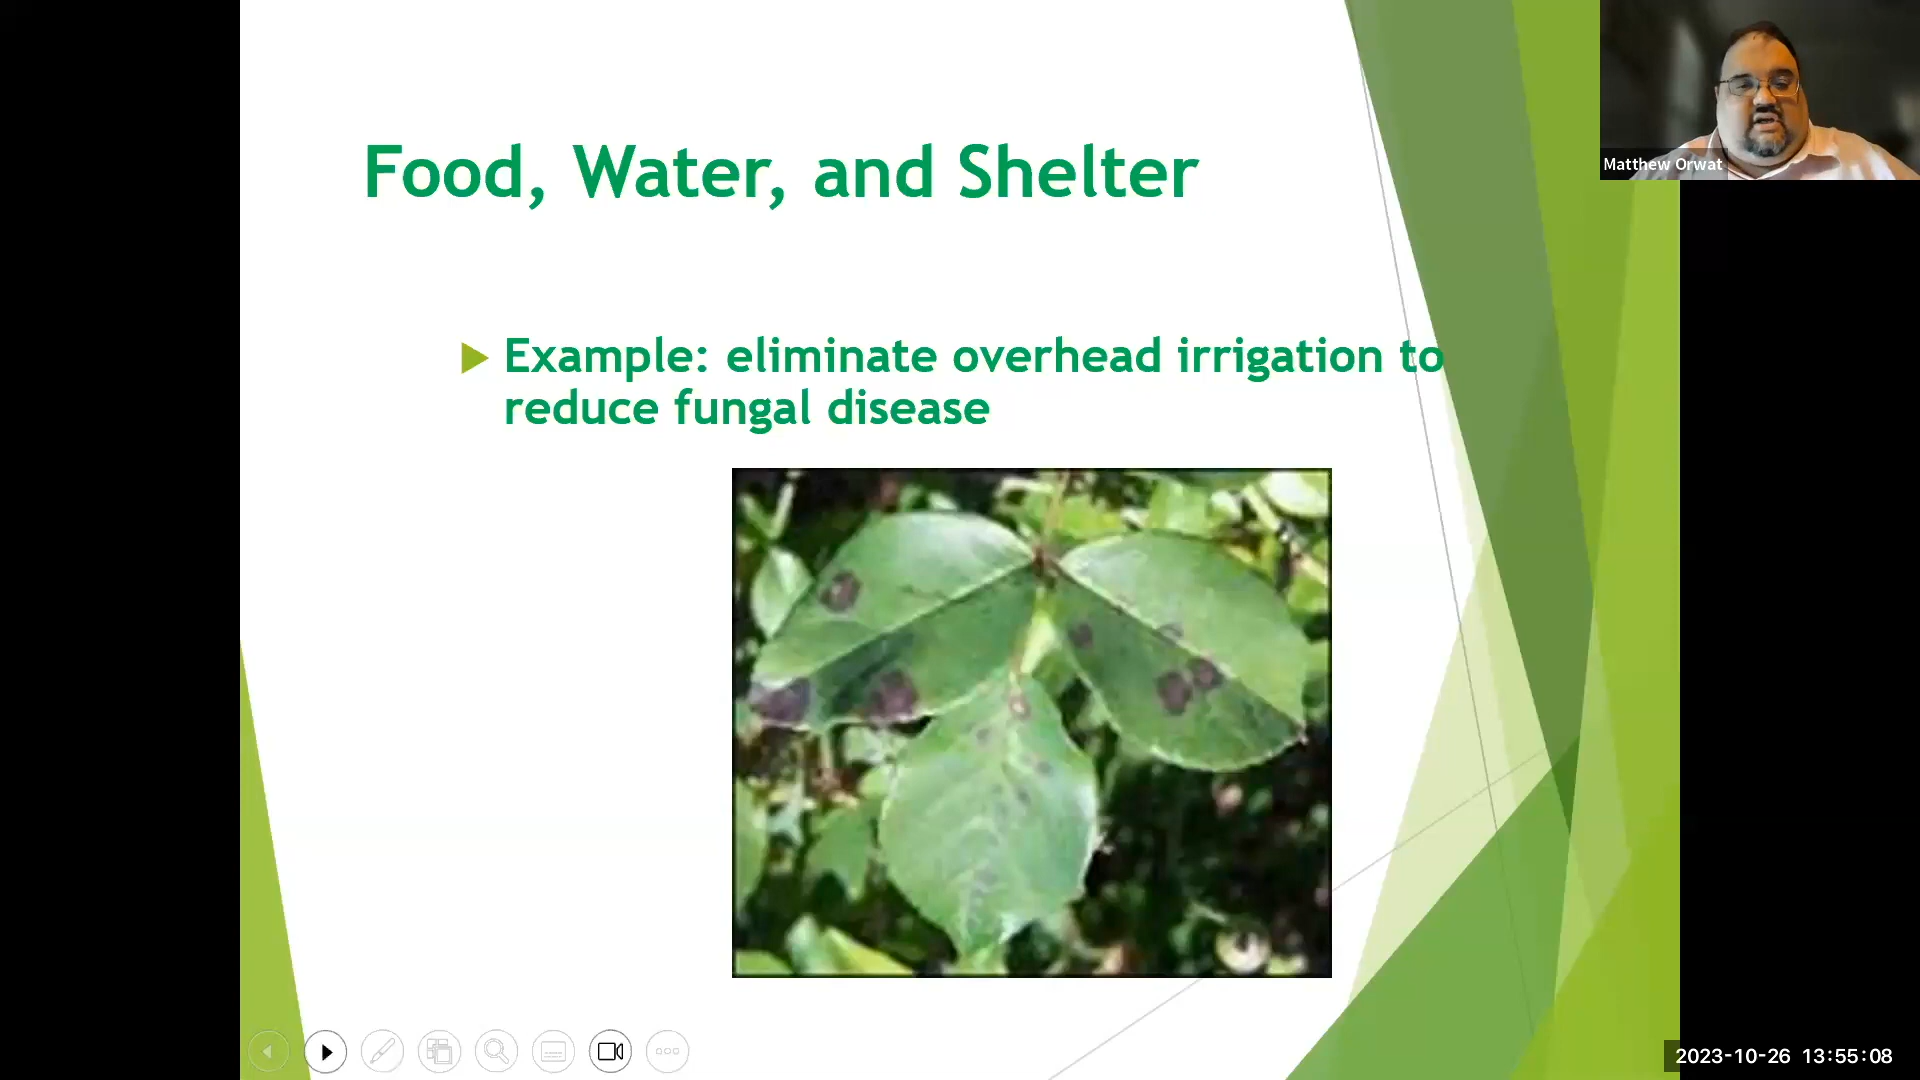 Food, Water, and Shelter
Matthew Orwat
Example: eliminate overhead irrigation to
reduce fungal disease
2023-10-26 13:55:08